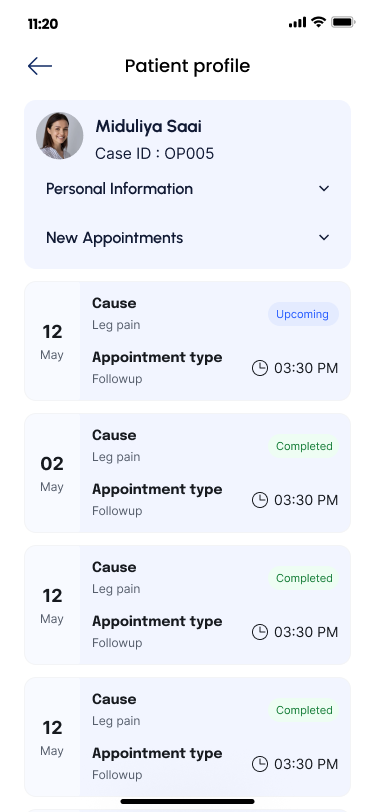 11:20
Patient profile
Miduliya Saai
Case ID : OP005
Personal Information
New Appointments
12
May
Cause
Leg pain
Upcoming
Appointment type
Followup
03:30 PM
02
May
Cause
Leg pain
Completed
Appointment type
Followup
03:30 PM
12
May
Cause
Leg pain
Completed
Appointment type
Followup
03:30 PM
12
May
Cause
Leg pain
Completed
Appointment type
Followup
03:30 PM